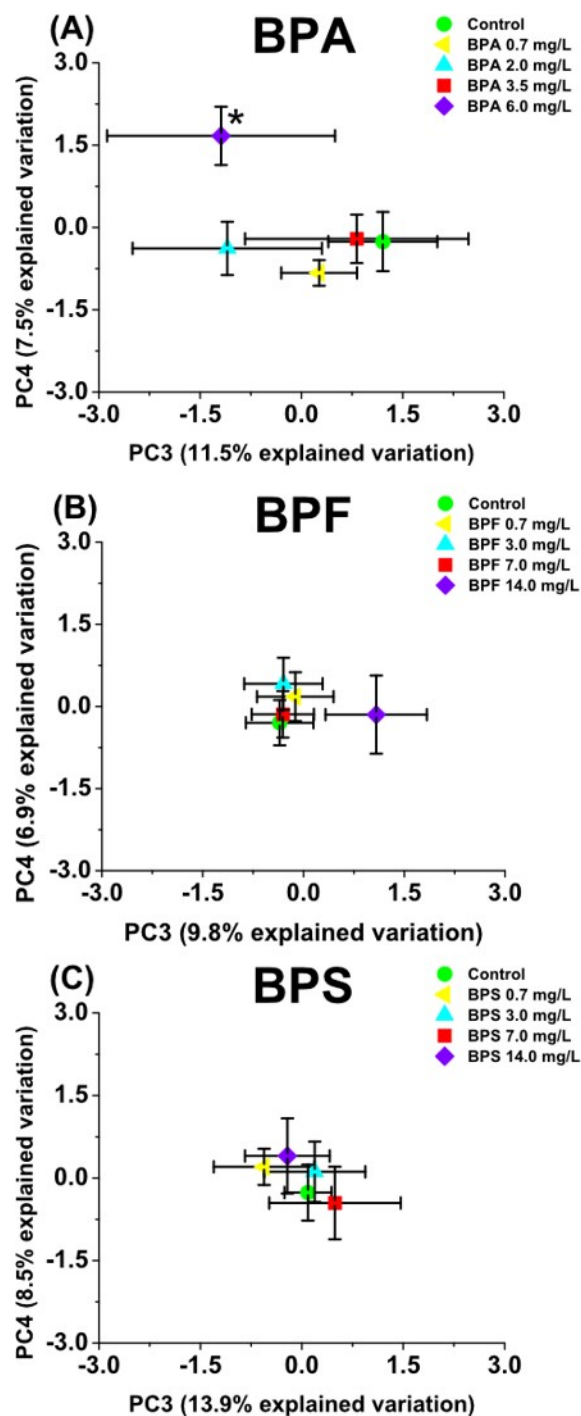 (A) BPA
Control
BPA 0.7 mg/L
BPA 2.0 mg/L
BPA 3.5 mg/L
BPA 6.0 mg/L
3.0
1.5
0.0
-1.5
-3.0
*
PC4 (7.5% explained variation)
-3.0 -1.5 0.0 1.5 3.0
PC3 (11.5% explained variation)
(B) BPF
Control
BPF 0.7 mg/L
BPF 3.0 mg/L
BPF 7.0 mg/L
BPF 14.0 mg/L
3.0
1.5
0.0
-1.5
-3.0
PC4 (6.9% explained variation)
-3.0 -1.5 0.0 1.5 3.0
PC3 (9.8% explained variation)
(C) BPS
Control
BPS 0.7 mg/L
BPS 3.0 mg/L
BPS 7.0 mg/L
BPS 14.0 mg/L
3.0
1.5
0.0
-1.5
-3.0
PC4 (8.5% explained variation)
-3.0 -1.5 0.0 1.5 3.0
PC3 (13.9% explained variation)